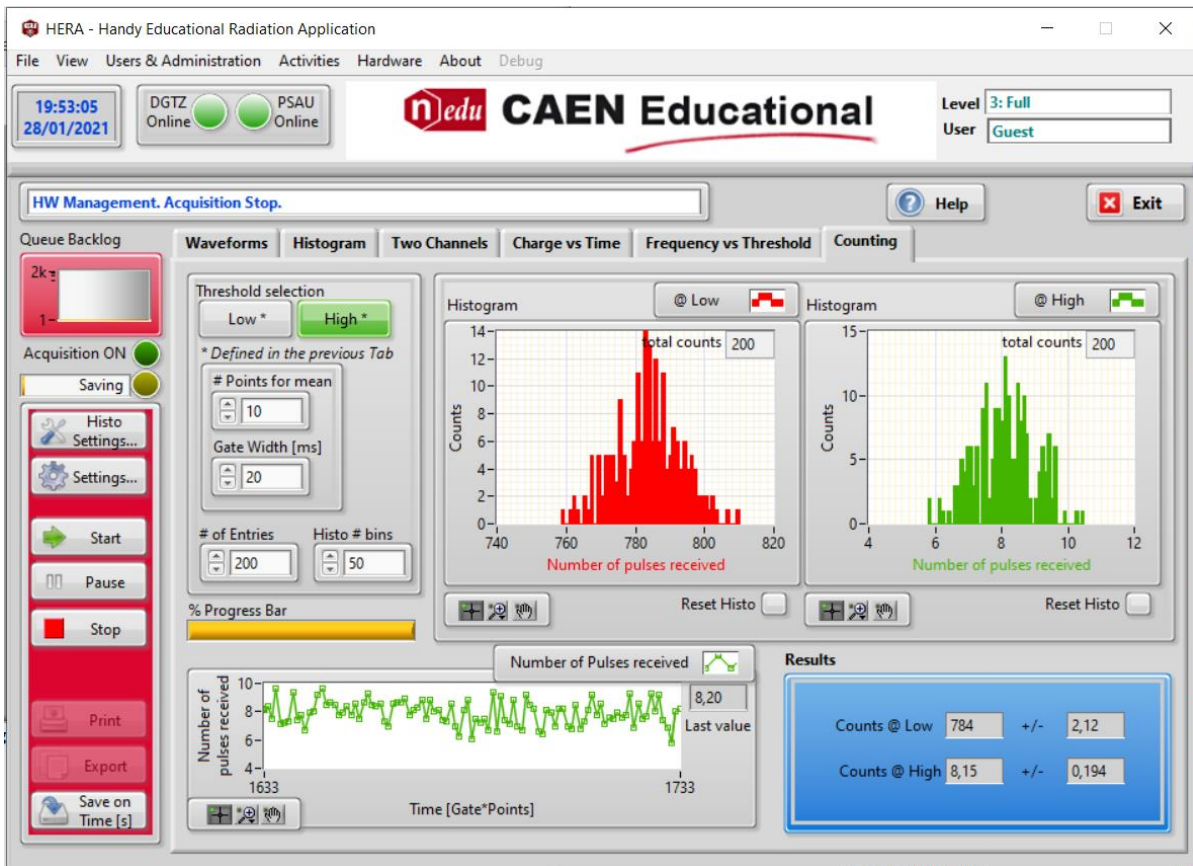 HERA - Handy Educational Radiation Application
File View Users & Administration Activities Hardware About Debug
19:53:05
28/01/2021
DGTZ
Online
PSAU
Online
n edu CAEN Educational
Level 3: Full
User Guest
HW Management. Acquisition Stop.
Help
Exit
Queue Backlog
2k
1
Acquisition ON
Saving
Histo
Settings...
Settings...
Start
Pause
Stop
Print
Export
Save on
Time [s]
Waveforms Histogram Two Channels Charge vs Time Frequency vs Threshold Counting
Threshold selection
Low * High *
* Defined in the previous Tab
# Points for mean
10
Gate Width [ms]
20
# of Entries Histo # bins
200 50
% Progress Bar
Histogram
@ Low
total counts 200
14
12
10
8
6
4
2
0
Counts
740 760 780 800 820
Number of pulses received
Reset Histo
Histogram
@ High
total counts 200
15
10
5
0
Counts
4 6 8 10 12
Number of pulses received
Reset Histo
Number of Pulses received
Number of
pulses received
10
8
6
4
1633 1733
Time [Gate*Points]
8,20
Last value
Results
Counts @ Low 784 +/- 2,12
Counts @ High 8,15 +/- 0,194